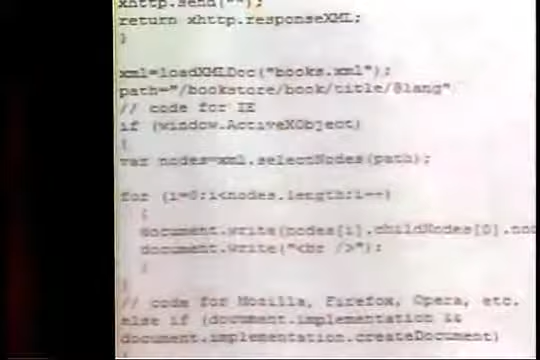 xhttp.send("");
return xhttp.responseXML;
}
xml=loadXMLDoc("books.xml");
path="/bookstore/book/title/@lang"
// code for IE
if (window.ActiveXObject)
{
var nodes=xml.selectNodes(path);
for (i=0;i<nodes.length;i++)
{
document.write(nodes[i].childNodes[0].nod
document.write("<br />");
}
}
// code for Mozilla, Firefox, Opera, etc.
else if (document.implementation &&
document.implementation.createDocument)
{